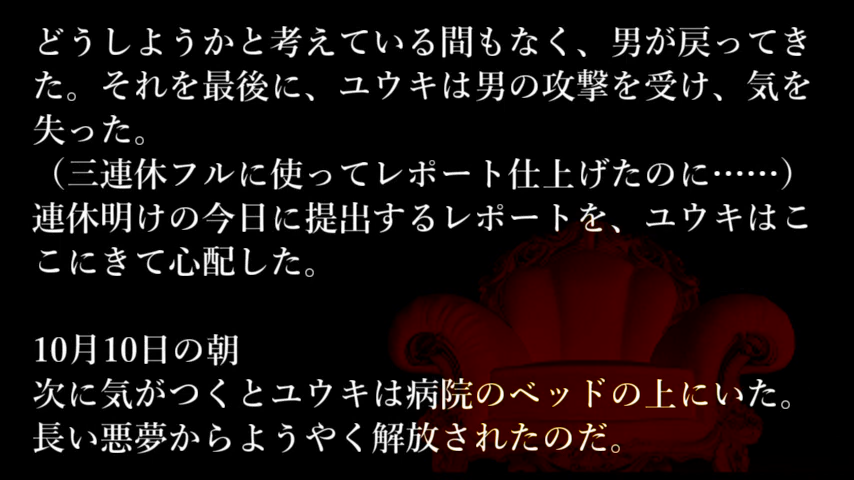 どうしようかと考えている間もなく、男が戻ってき
た。それを最後に、ユウキは男の攻撃を受け、気を
失った。
（三連休フルに使ってレポート仕上げたのに……）
連休明けの今日に提出するレポートを、ユウキはこ
こにきて心配した。
10月10日の朝
次に気がつくとユウキは病院のベッドの上にいた。
長い悪夢からようやく解放されたのだ。